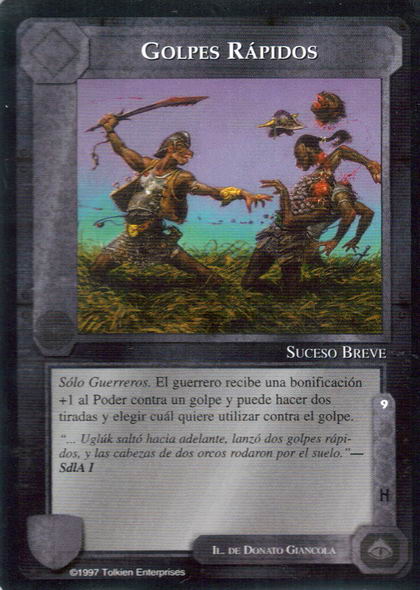 GOLPES RÁPIDOS
SUCESO BREVE
Sólo Guerreros. El guerrero recibe una bonificación
+1 al Poder contra un golpe y puede hacer dos
tiradas y elegir cuál quiere utilizar contra el golpe.
"... Uglúk saltó hacia adelante, lanzó dos golpes rápi-
dos, y las cabezas de dos orcos rodaron por el suelo."—
SdlA I
9
H
IL. DE DONATO GIANCOLA
©1997 Tolkien Enterprises